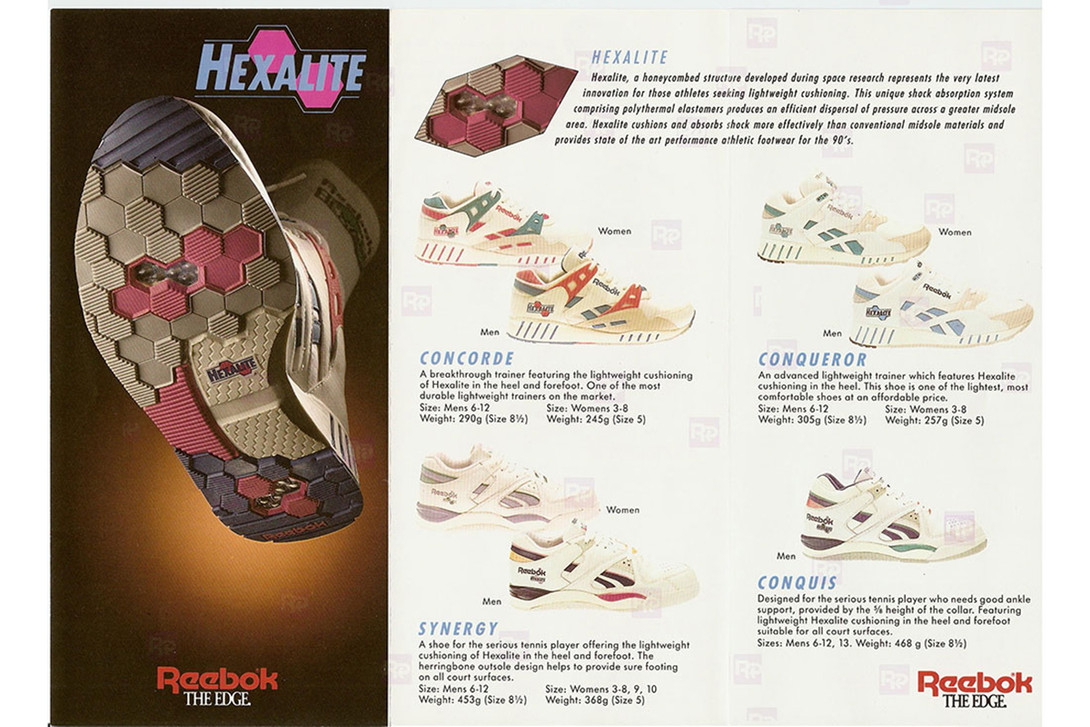 HEXALITE
HEXALITE
Reebok
Reebok
THE EDGE.
HEXALITE
Hexalite, a honeycombed structure developed during space research represents the very latest
innovation for those athletes seeking lightweight cushioning. This unique shock absorption system
comprising polythermal elastomers produces an efficient dispersal of pressure across a greater midsole
area. Hexalite cushions and absorbs shock more effectively than conventional midsole materials and
provides state of the art performance athletic footwear for the 90's.
Reebok
HEXALITE
Women
Reebok
HEXALITE
Men
CONCORDE
A breakthrough trainer featuring the lightweight cushioning
of Hexalite in the heel and forefoot. One of the most
durable lightweight trainers on the market.
Size: Mens 6-12 Size: Womens 3-8
Weight: 290g (Size 8½) Weight: 245g (Size 5)
Reebok
HEXALITE
Women
Reebok
HEXALITE
Men
CONQUEROR
An advanced lightweight trainer which features Hexalite
cushioning in the heel. This shoe is one of the lightest, most
comfortable shoes at an affordable price.
Size: Mens 6-12 Size: Womens 3-8
Weight: 305g (Size 8½) Weight: 257g (Size 5)
Reebok
Women
Reebok
Men
SYNERGY
A shoe for the serious tennis player offering the lightweight
cushioning of Hexalite in the heel and forefoot. The
herringbone outsole design helps to provide sure footing
on all court surfaces.
Size: Mens 6-12 Size: Womens 3-8, 9, 10
Weight: 453g (Size 8½) Weight: 368g (Size 5)
Reebok
Men
CONQUIS
Designed for the serious tennis player who needs good ankle
support, provided by the ⅝ height of the collar. Featuring
lightweight Hexalite cushioning in the heel and forefoot
suitable for all court surfaces.
Sizes: Mens 6-12, 13. Weight: 468 g (Size 8½)
Reebok
THE EDGE.